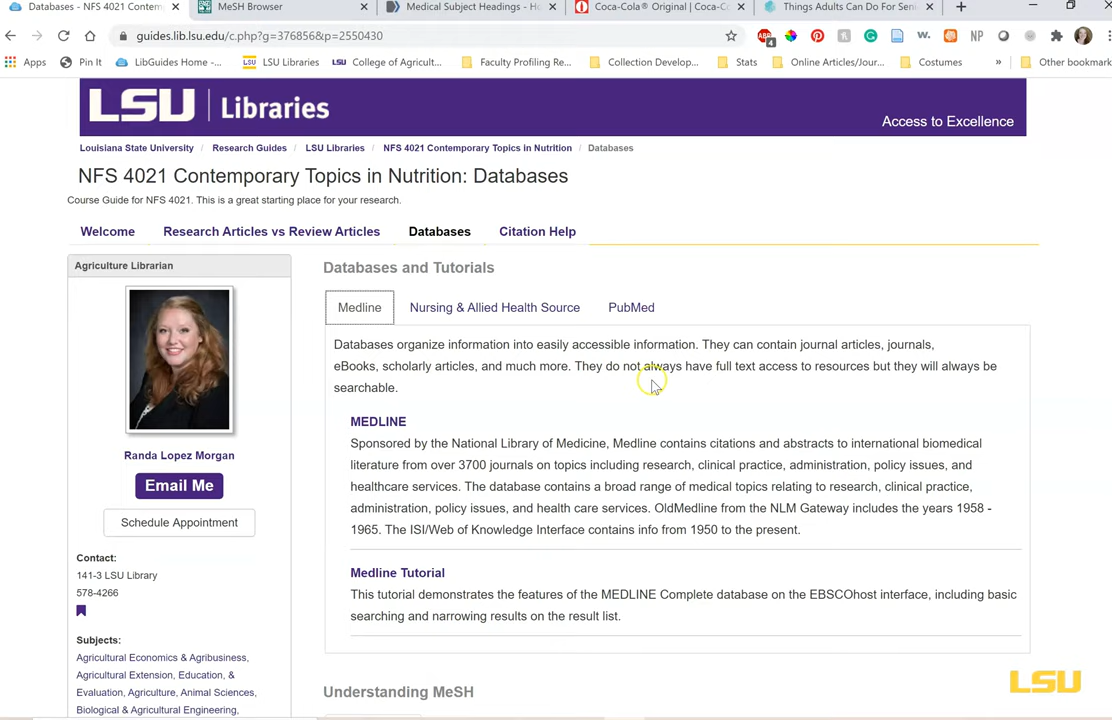 Databases - NFS 4021 Contem
MeSH Browser
Medical Subject Headings - Ho
Coca-Cola® Original | Coca-Co
Things Adults Can Do For Seni
guides.lib.lsu.edu/c.php?g=376856&p=2550430
ABP
4
w.
NP
Apps
Pin It
LibGuides Home -...
LSU Libraries
LSU College of Agricult...
Faculty Profiling Re...
Collection Develop...
Stats
Online Articles/Jour...
Costumes
»
Other bookmark
LSU Libraries
Access to Excellence
Louisiana State University / Research Guides / LSU Libraries / NFS 4021 Contemporary Topics in Nutrition / Databases
NFS 4021 Contemporary Topics in Nutrition: Databases
Course Guide for NFS 4021. This is a great starting place for your research.
Welcome
Research Articles vs Review Articles
Databases
Citation Help
Agriculture Librarian
Randa Lopez Morgan
Email Me
Schedule Appointment
Contact:
141-3 LSU Library
578-4266
Subjects:
Agricultural Economics & Agribusiness,
Agricultural Extension, Education, &
Evaluation, Agriculture, Animal Sciences,
Biological & Agricultural Engineering,
Databases and Tutorials
Medline
Nursing & Allied Health Source
PubMed
Databases organize information into easily accessible information. They can contain journal articles, journals,
eBooks, scholarly articles, and much more. They do not always have full text access to resources but they will always be
searchable.
MEDLINE
Sponsored by the National Library of Medicine, Medline contains citations and abstracts to international biomedical
literature from over 3700 journals on topics including research, clinical practice, administration, policy issues, and
healthcare services. The database contains a broad range of medical topics relating to research, clinical practice,
administration, policy issues, and health care services. OldMedline from the NLM Gateway includes the years 1958 -
1965. The ISI/Web of Knowledge Interface contains info from 1950 to the present.
Medline Tutorial
This tutorial demonstrates the features of the MEDLINE Complete database on the EBSCOhost interface, including basic
searching and narrowing results on the result list.
Understanding MeSH
LSU